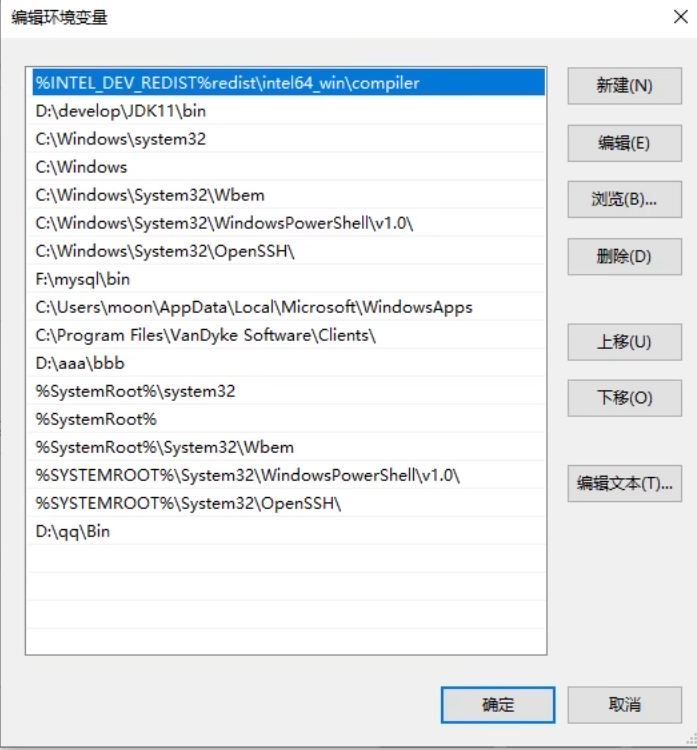 编辑环境变量
%INTEL_DEV_REDIST%redist\intel64_win\compiler
D:\develop\JDK11\bin
C:\Windows\system32
C:\Windows
C:\Windows\System32\Wbem
C:\Windows\System32\WindowsPowerShell\v1.0\
C:\Windows\System32\OpenSSH\
F:\mysql\bin
C:\Users\moon\AppData\Local\Microsoft\WindowsApps
C:\Program Files\VanDyke Software\Clients\
D:\aaa\bbb
%SystemRoot%\system32
%SystemRoot%
%SystemRoot%\System32\Wbem
%SYSTEMROOT%\System32\WindowsPowerShell\v1.0\
%SYSTEMROOT%\System32\OpenSSH\
D:\qq\Bin
新建(N)
编辑(E)
浏览(B)...
删除(D)
上移(U)
下移(O)
编辑文本(T)...
确定
取消